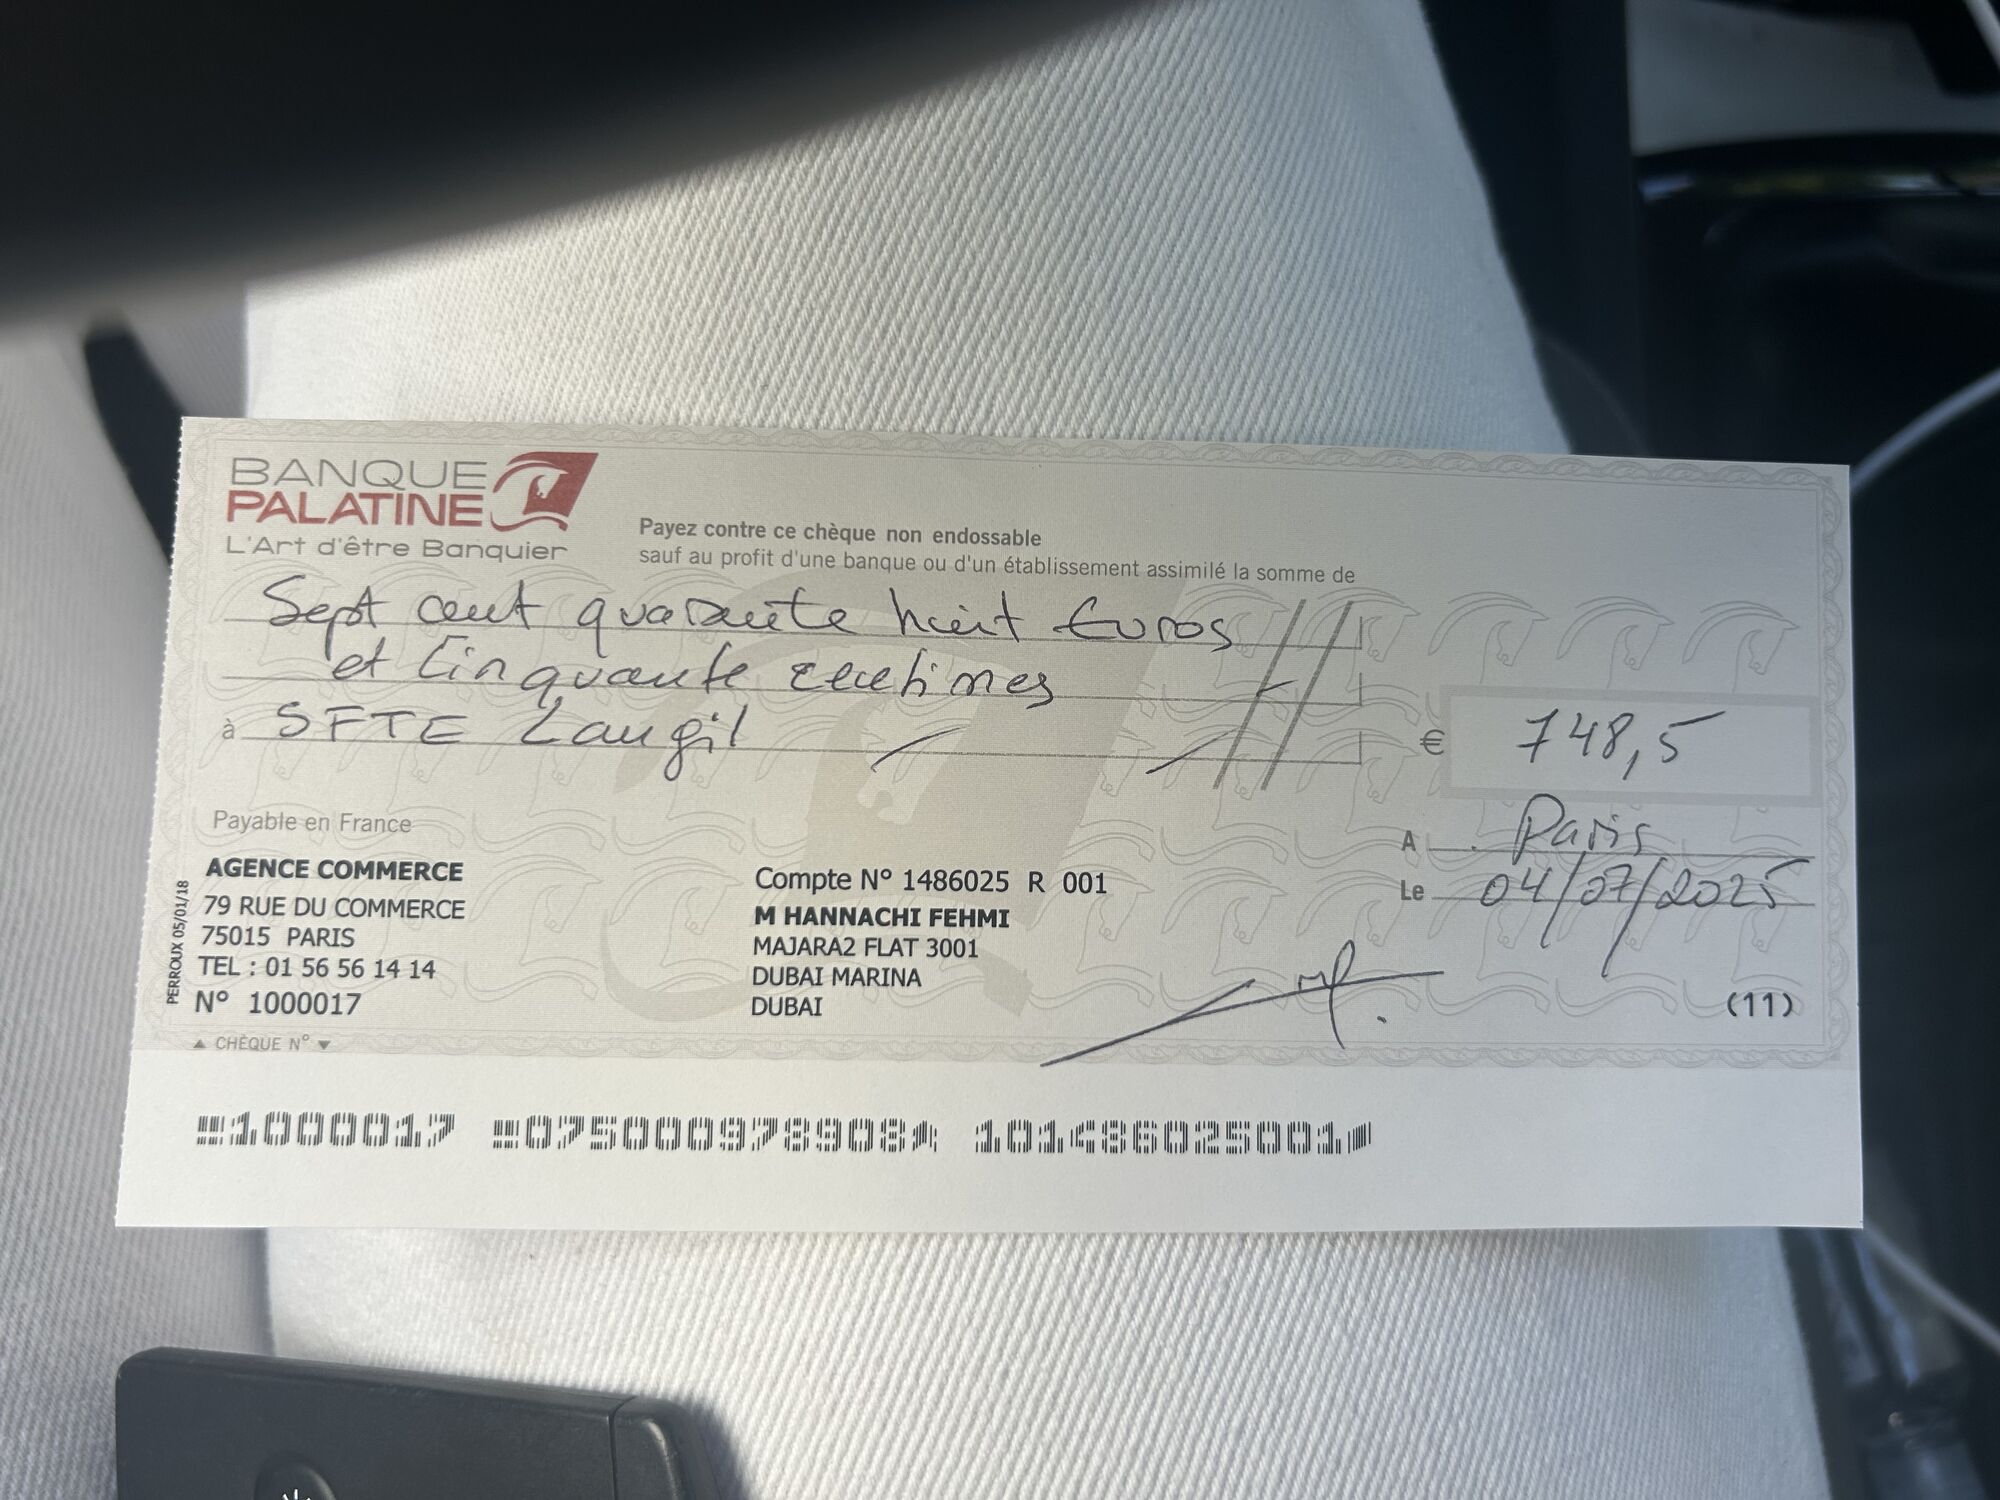 BANQUE
PALATINE
L'Art d'être Banquier
Payez contre ce chèque non endossable
sauf au profit d'une banque ou d'un établissement assimilé la somme de
Sept cent quarante huit Euros
et Cinquante centimes
à SFTE Laugil
€ 748,5
Payable en France
A Paris
Le 04/07/2025
AGENCE COMMERCE
79 RUE DU COMMERCE
75015 PARIS
TEL : 01 56 56 14 14
N° 1000017
▲ CHÈQUE N° ▼
PERROUX 05/01/18
Compte N° 1486025 R 001
M HANNACHI FEHMI
MAJARA2 FLAT 3001
DUBAI MARINA
DUBAI
(11)
1000017 075000978908 101486025001